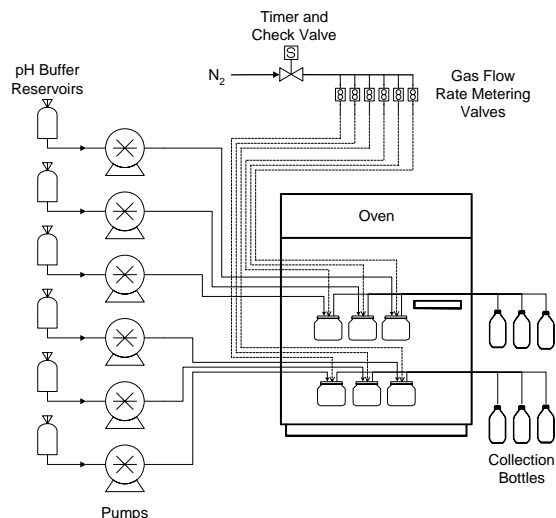 Timer and
Check Valve
S
N2
pH Buffer
Reservoirs
Gas Flow
Rate Metering
Valves
Oven
Collection
Bottles
Pumps